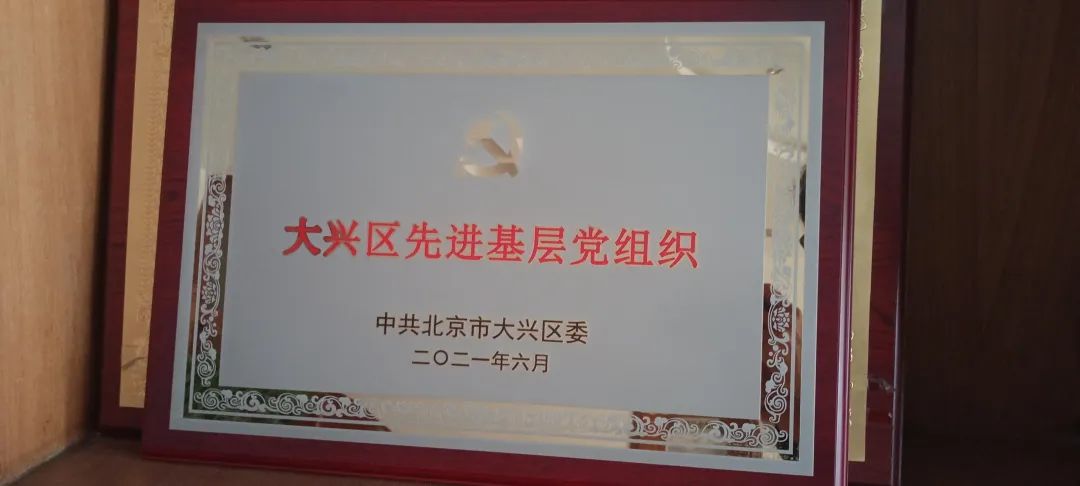 大兴区先进基层党组织
中共北京市大兴区委
二〇二一年六月